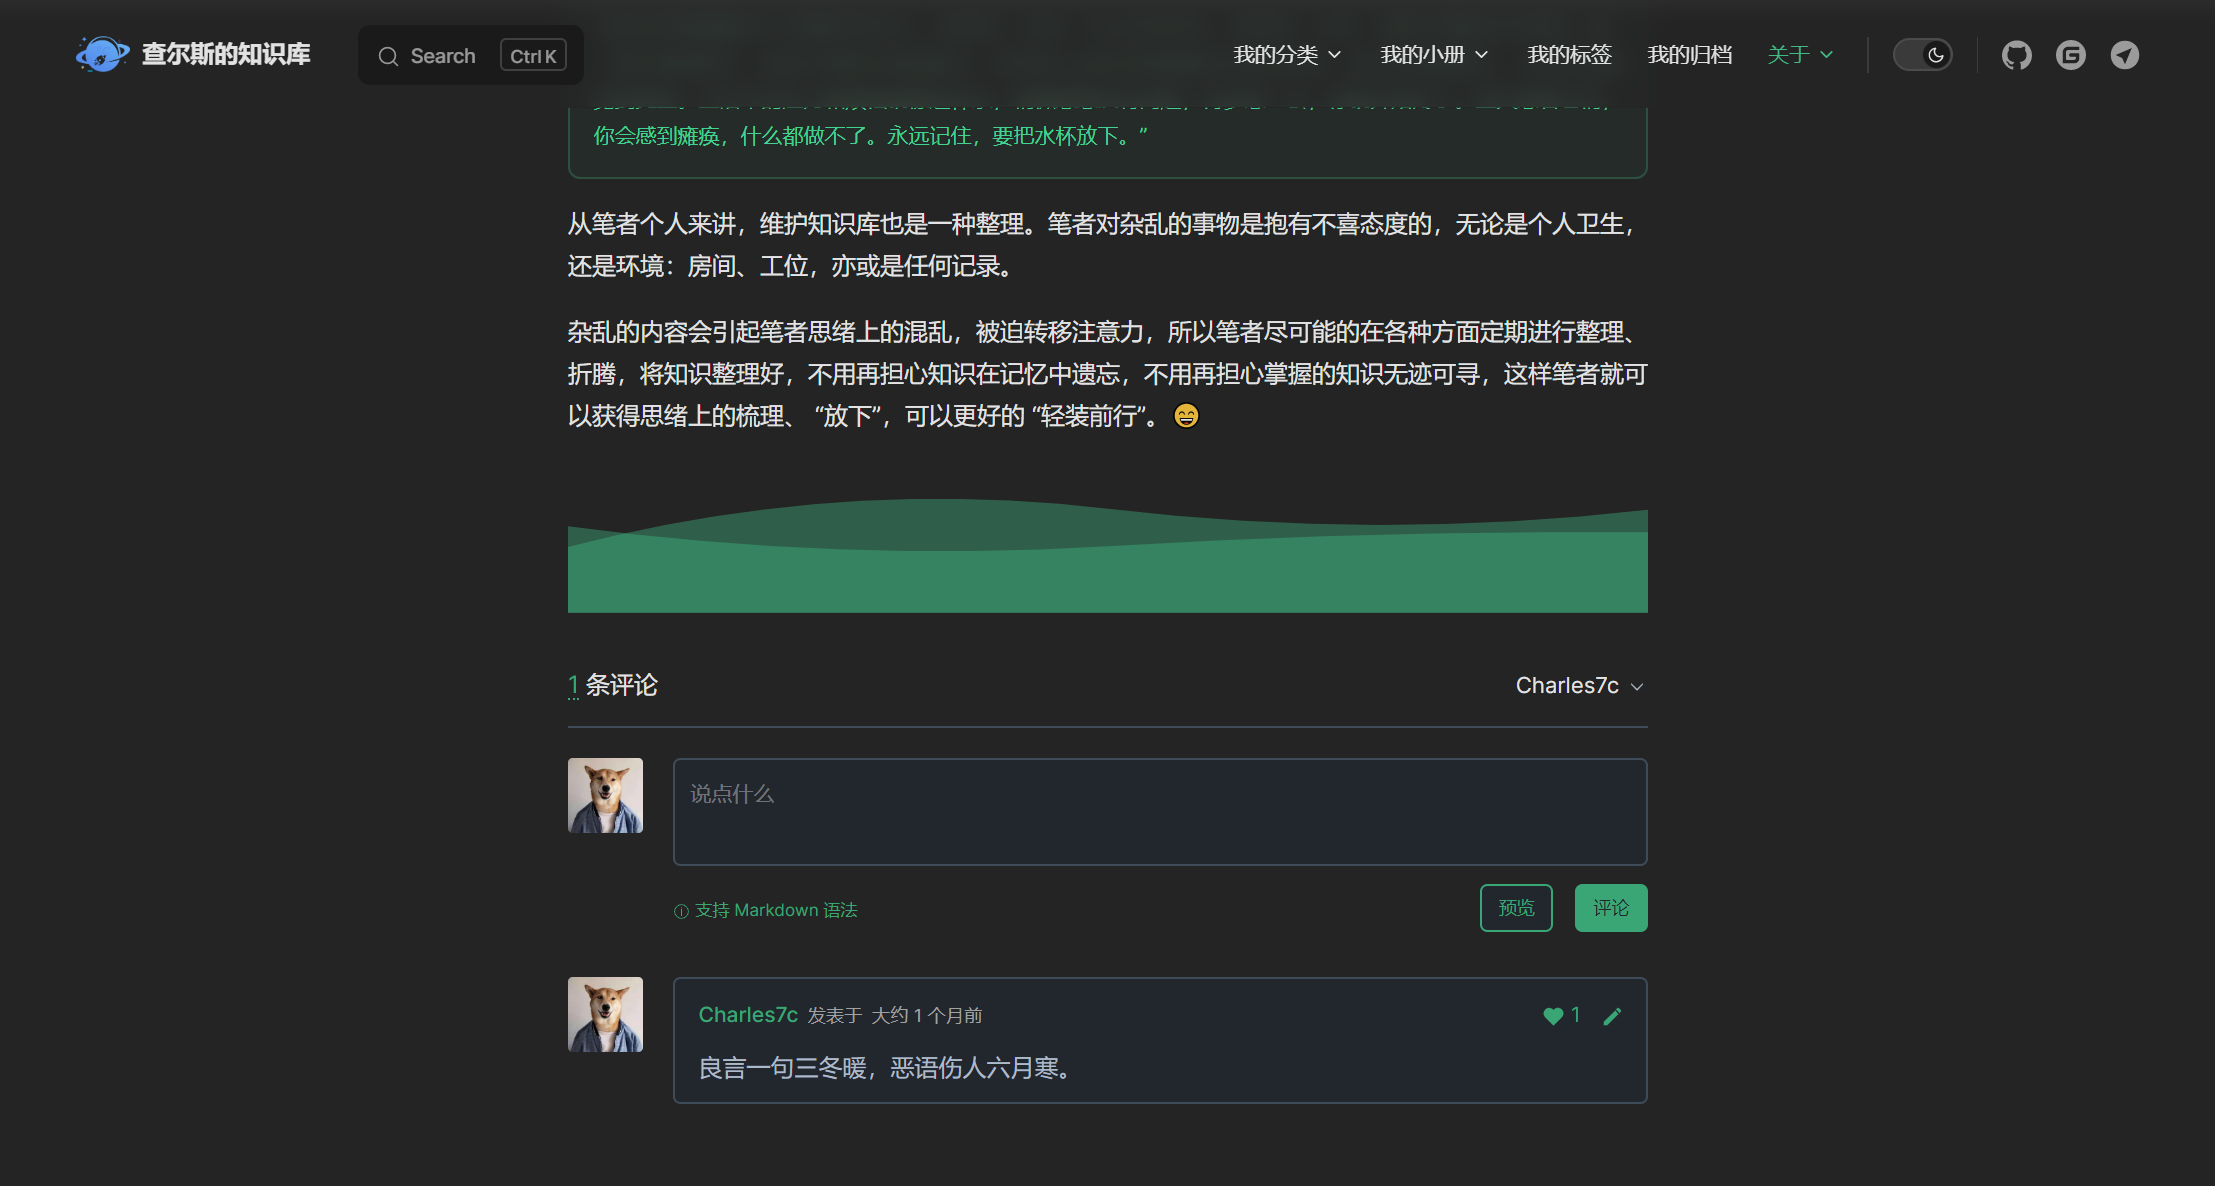 查尔斯的知识库
Search
Ctrl K
我的分类
我的小册
我的标签
我的归档
关于
你会感到瘫痪，什么都做不了。永远记住，要把水杯放下。”
从笔者个人来讲，维护知识库也是一种整理。笔者对杂乱的事物是抱有不喜态度的，无论是个人卫生，
还是环境：房间、工位，亦或是任何记录。
杂乱的内容会引起笔者思绪上的混乱，被迫转移注意力，所以笔者尽可能的在各种方面定期进行整理、
折腾，将知识整理好，不用再担心知识在记忆中遗忘，不用再担心掌握的知识无迹可寻，这样笔者就可
以获得思绪上的梳理、 “放下”，可以更好的 “轻装前行”。😄
1 条评论
Charles7c
说点什么
支持 Markdown 语法
预览
评论
Charles7c 发表于 大约 1 个月前
1
良言一句三冬暖，恶语伤人六月寒。